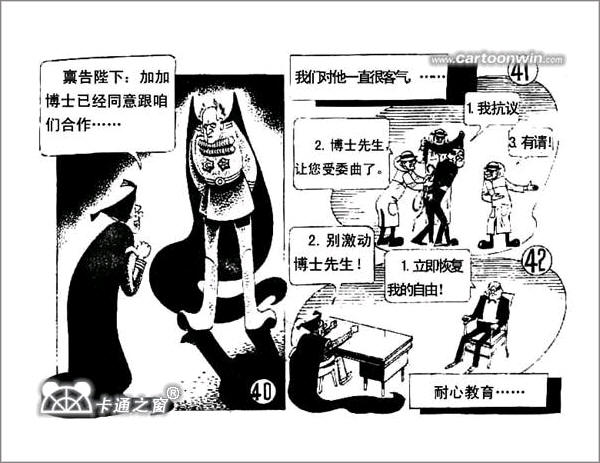 禀告陛下：加加
博士已经同意跟咱
们合作……
40
卡通之窗®
www.cartoonwin.com
我们对他一直很客气，……
41
1. 我抗议
2. 博士先生，
让您受委曲了。
3. 有请！
42
1. 立即恢复
我的自由！
2. 别激动
博士先生！
耐心教育……